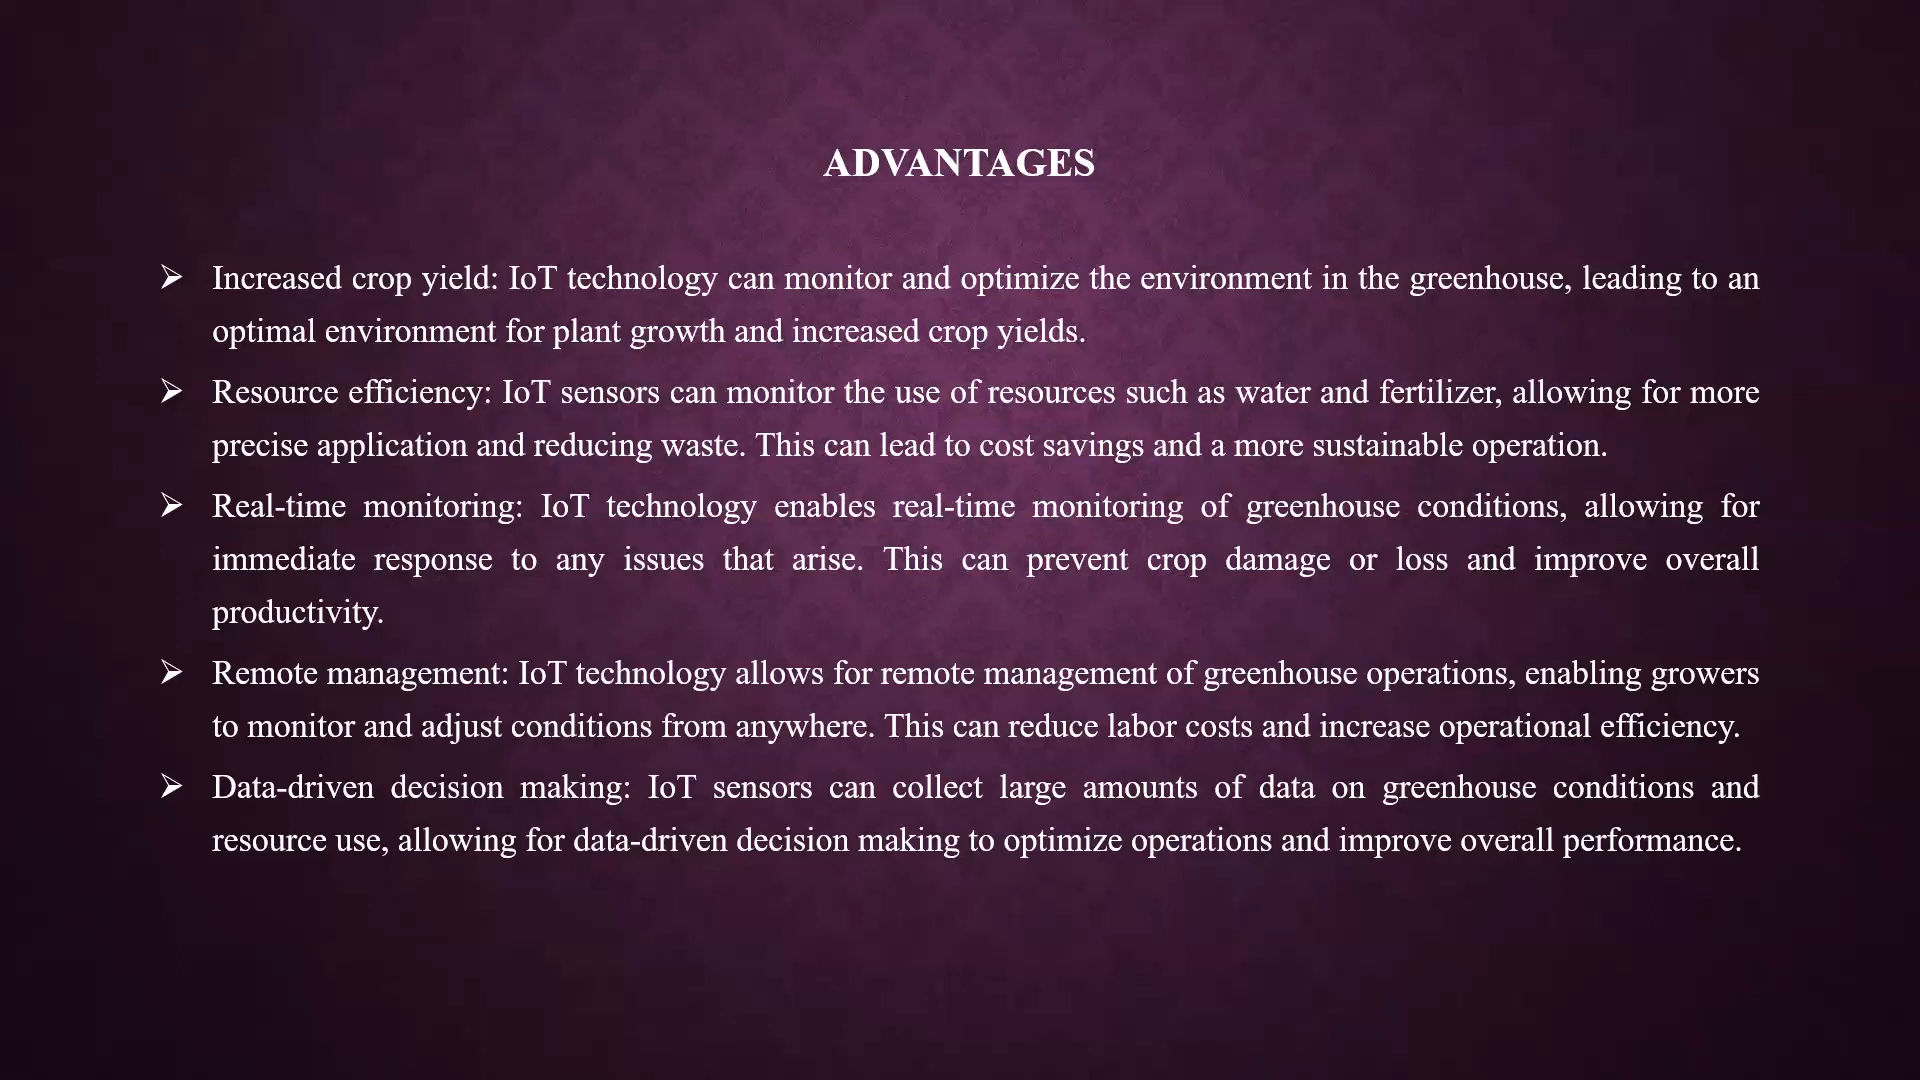 ADVANTAGES
➢ Increased crop yield: IoT technology can monitor and optimize the environment in the greenhouse, leading to an
optimal environment for plant growth and increased crop yields.
➢ Resource efficiency: IoT sensors can monitor the use of resources such as water and fertilizer, allowing for more
precise application and reducing waste. This can lead to cost savings and a more sustainable operation.
➢ Real-time monitoring: IoT technology enables real-time monitoring of greenhouse conditions, allowing for
immediate response to any issues that arise. This can prevent crop damage or loss and improve overall
productivity.
➢ Remote management: IoT technology allows for remote management of greenhouse operations, enabling growers
to monitor and adjust conditions from anywhere. This can reduce labor costs and increase operational efficiency.
➢ Data-driven decision making: IoT sensors can collect large amounts of data on greenhouse conditions and
resource use, allowing for data-driven decision making to optimize operations and improve overall performance.